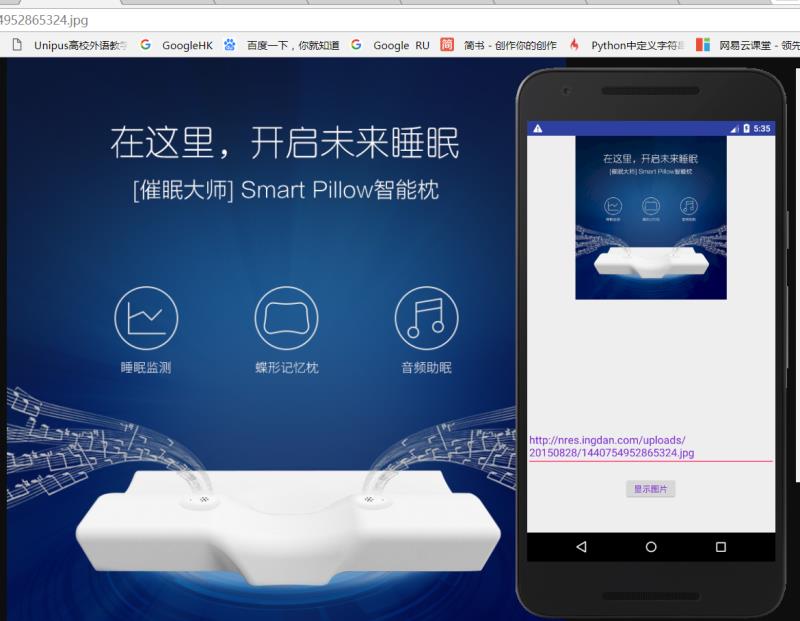 4952865324.jpg
Unipus高校外语教学
GoogleHK
百度一下，你就知道
Google RU
简
简书 - 创作你的创作
Python中定义字符串
网易云课堂 - 领先
在这里，开启未来睡眠
[催眠大师] Smart Pillow智能枕
睡眠监测
蝶形记忆枕
音频助眠
5:35
在这里，开启未来睡眠
[催眠大师] Smart Pillow智能枕
睡眠监测
蝶形记忆枕
音频助眠
http://nres.ingdan.com/uploads/
20150828/1440754952865324.jpg
显示图片